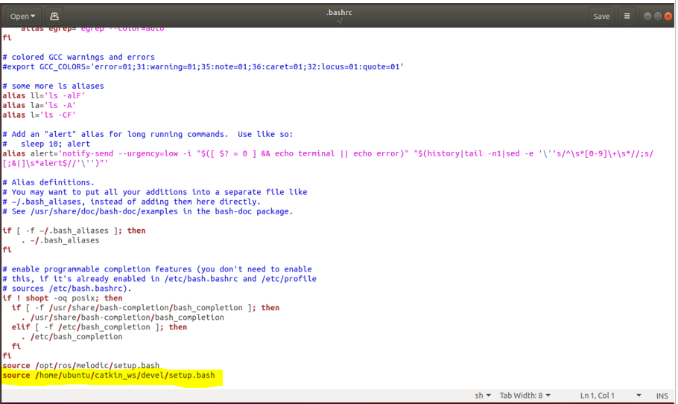 Open
.bashrc
~/
Save
alias egrep='egrep --color=auto'
fi
# colored GCC warnings and errors
#export GCC_COLORS='error=01;31:warning=01;35:note=01;36:caret=01;32:locus=01:quote=01'
# some more ls aliases
alias ll='ls -alF'
alias la='ls -A'
alias l='ls -CF'
# Add an "alert" alias for long running commands.  Use like so:
#   sleep 10; alert
alias alert='notify-send --urgency=low -i "$([ $? = 0 ] && echo terminal || echo error)" "$(history|tail -n1|sed -e '\''s/^\s*[0-9]\+\s*//;s/
[;&|]\s*alert$//'\'')"'
# Alias definitions.
# You may want to put all your additions into a separate file like
# ~/.bash_aliases, instead of adding them here directly.
# See /usr/share/doc/bash-doc/examples in the bash-doc package.
if [ -f ~/.bash_aliases ]; then
    . ~/.bash_aliases
fi
# enable programmable completion features (you don't need to enable
# this, if it's already enabled in /etc/bash.bashrc and /etc/profile
# sources /etc/bash.bashrc).
if ! shopt -oq posix; then
  if [ -f /usr/share/bash-completion/bash_completion ]; then
    . /usr/share/bash-completion/bash_completion
  elif [ -f /etc/bash_completion ]; then
    . /etc/bash_completion
  fi
fi
source /opt/ros/melodic/setup.bash
source /home/ubuntu/catkin_ws/devel/setup.bash
sh Tab Width: 8 Ln 1, Col 1 INS